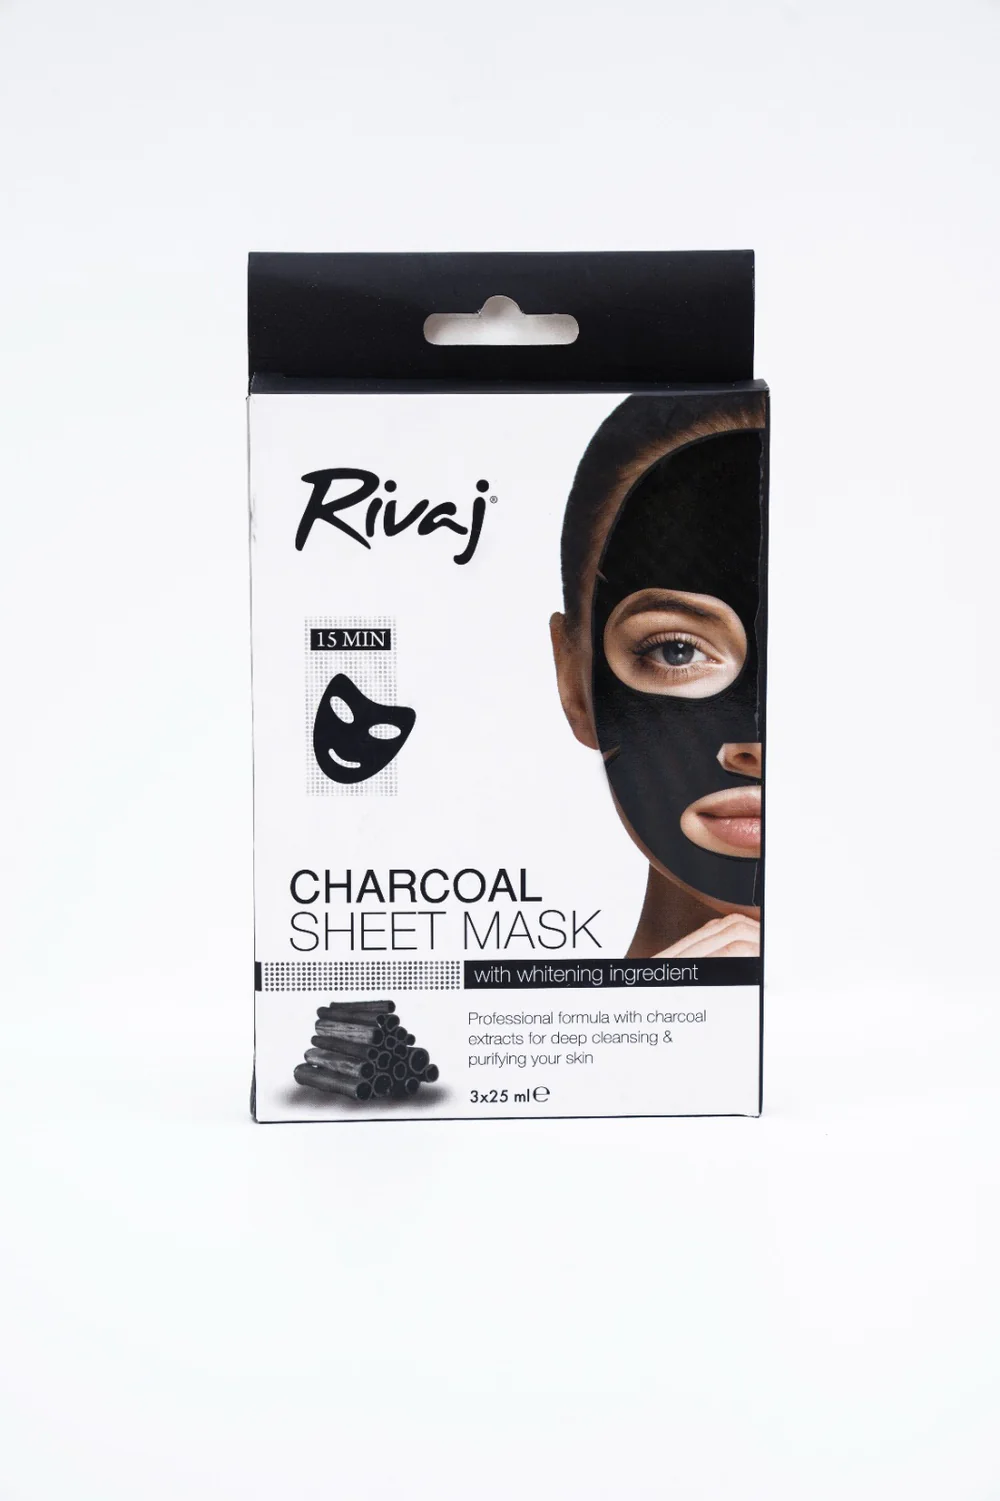 Rivaj®
15 MIN
CHARCOAL
SHEET MASK
with whitening ingredient
Professional formula with charcoal
extracts for deep cleansing &
purifying your skin
3x25 ml ℮